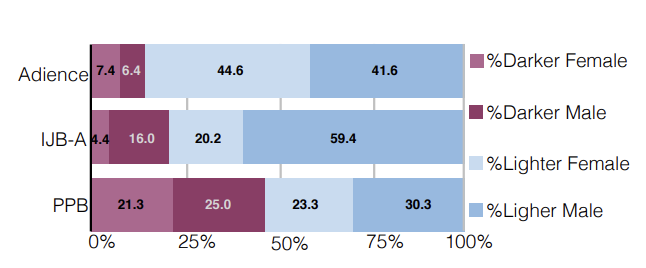 Adience 7.4 6.4 44.6 41.6
%Darker Female
%Darker Male
IJB-A 4.4 16.0 20.2 59.4
%Lighter Female
PPB 21.3 25.0 23.3 30.3
%Ligher Male
0% 25% 50% 75% 100%